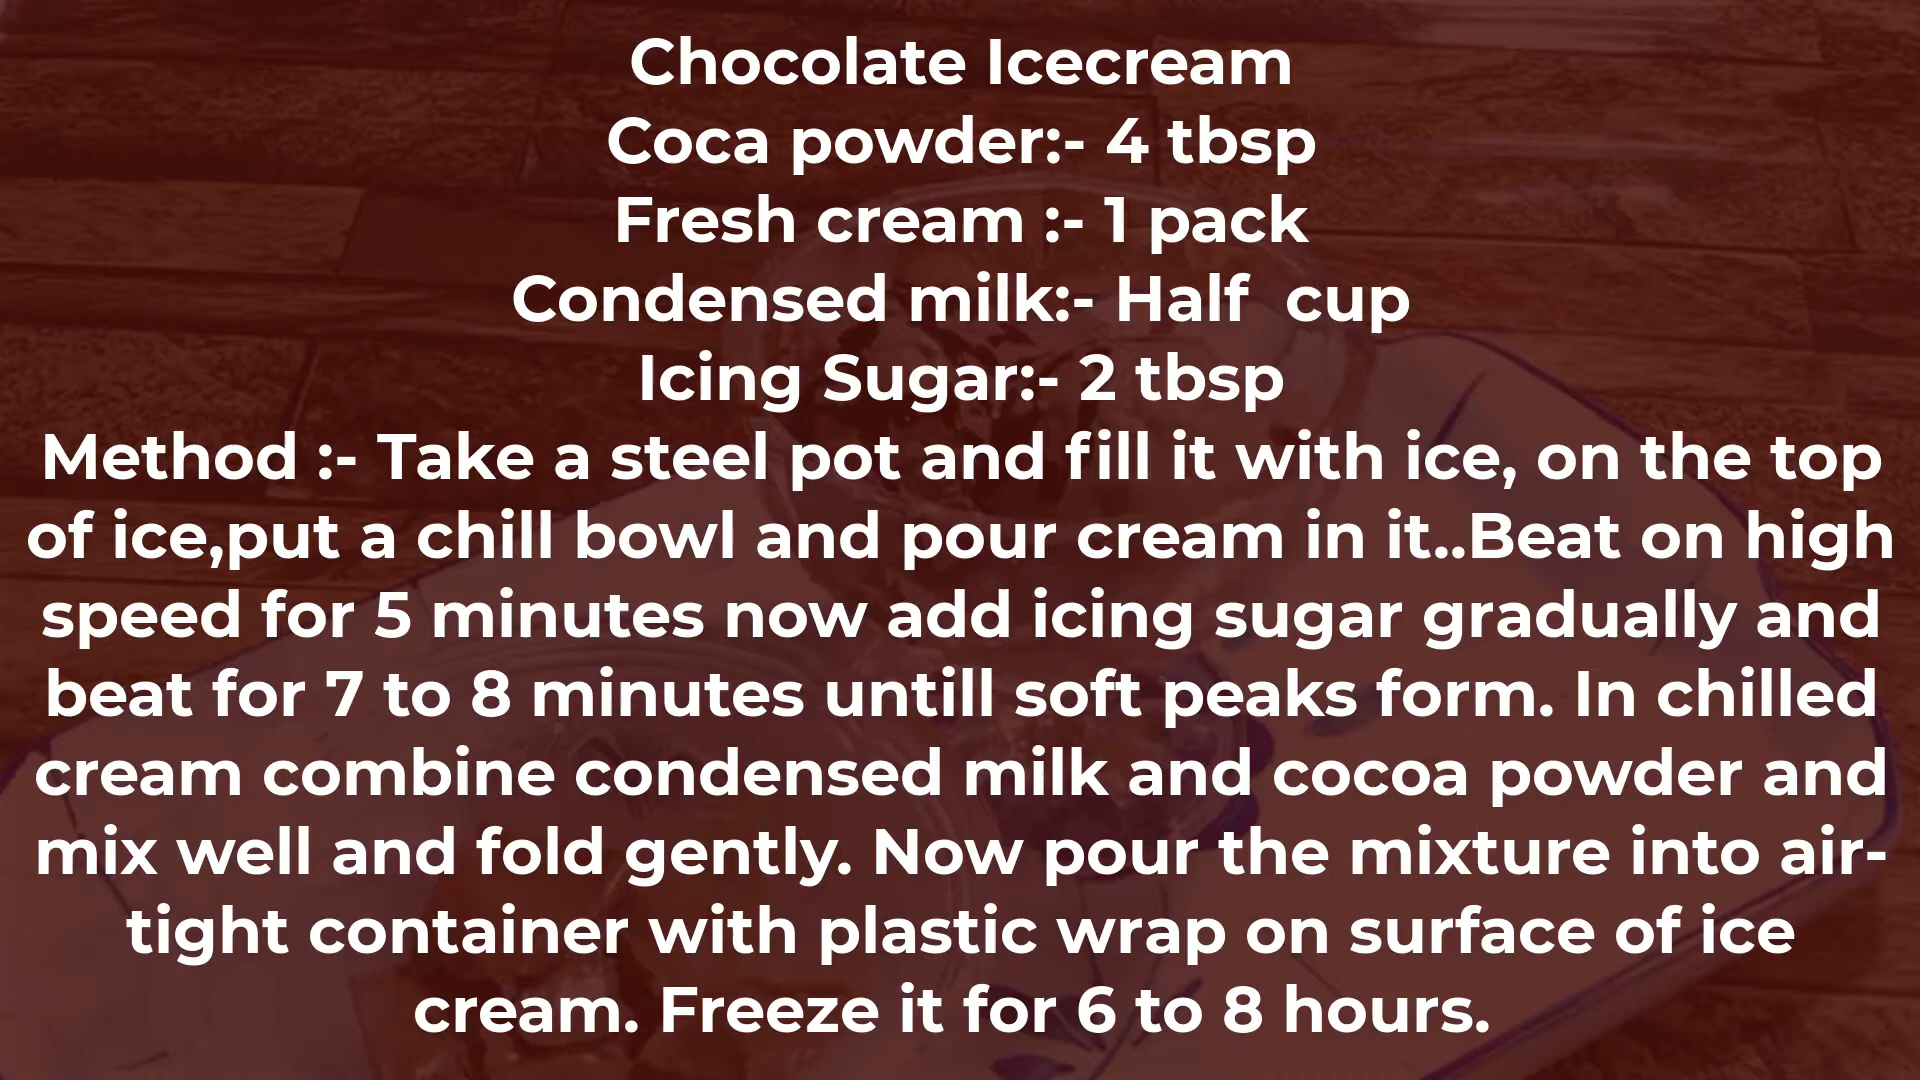 Chocolate Icecream
Coca powder:- 4 tbsp
Fresh cream :- 1 pack
Condensed milk:- Half  cup
Icing Sugar:- 2 tbsp
Method :- Take a steel pot and fill it with ice, on the top
of ice,put a chill bowl and pour cream in it..Beat on high
speed for 5 minutes now add icing sugar gradually and
beat for 7 to 8 minutes untill soft peaks form. In chilled
cream combine condensed milk and cocoa powder and
mix well and fold gently. Now pour the mixture into air-
tight container with plastic wrap on surface of ice
cream. Freeze it for 6 to 8 hours.